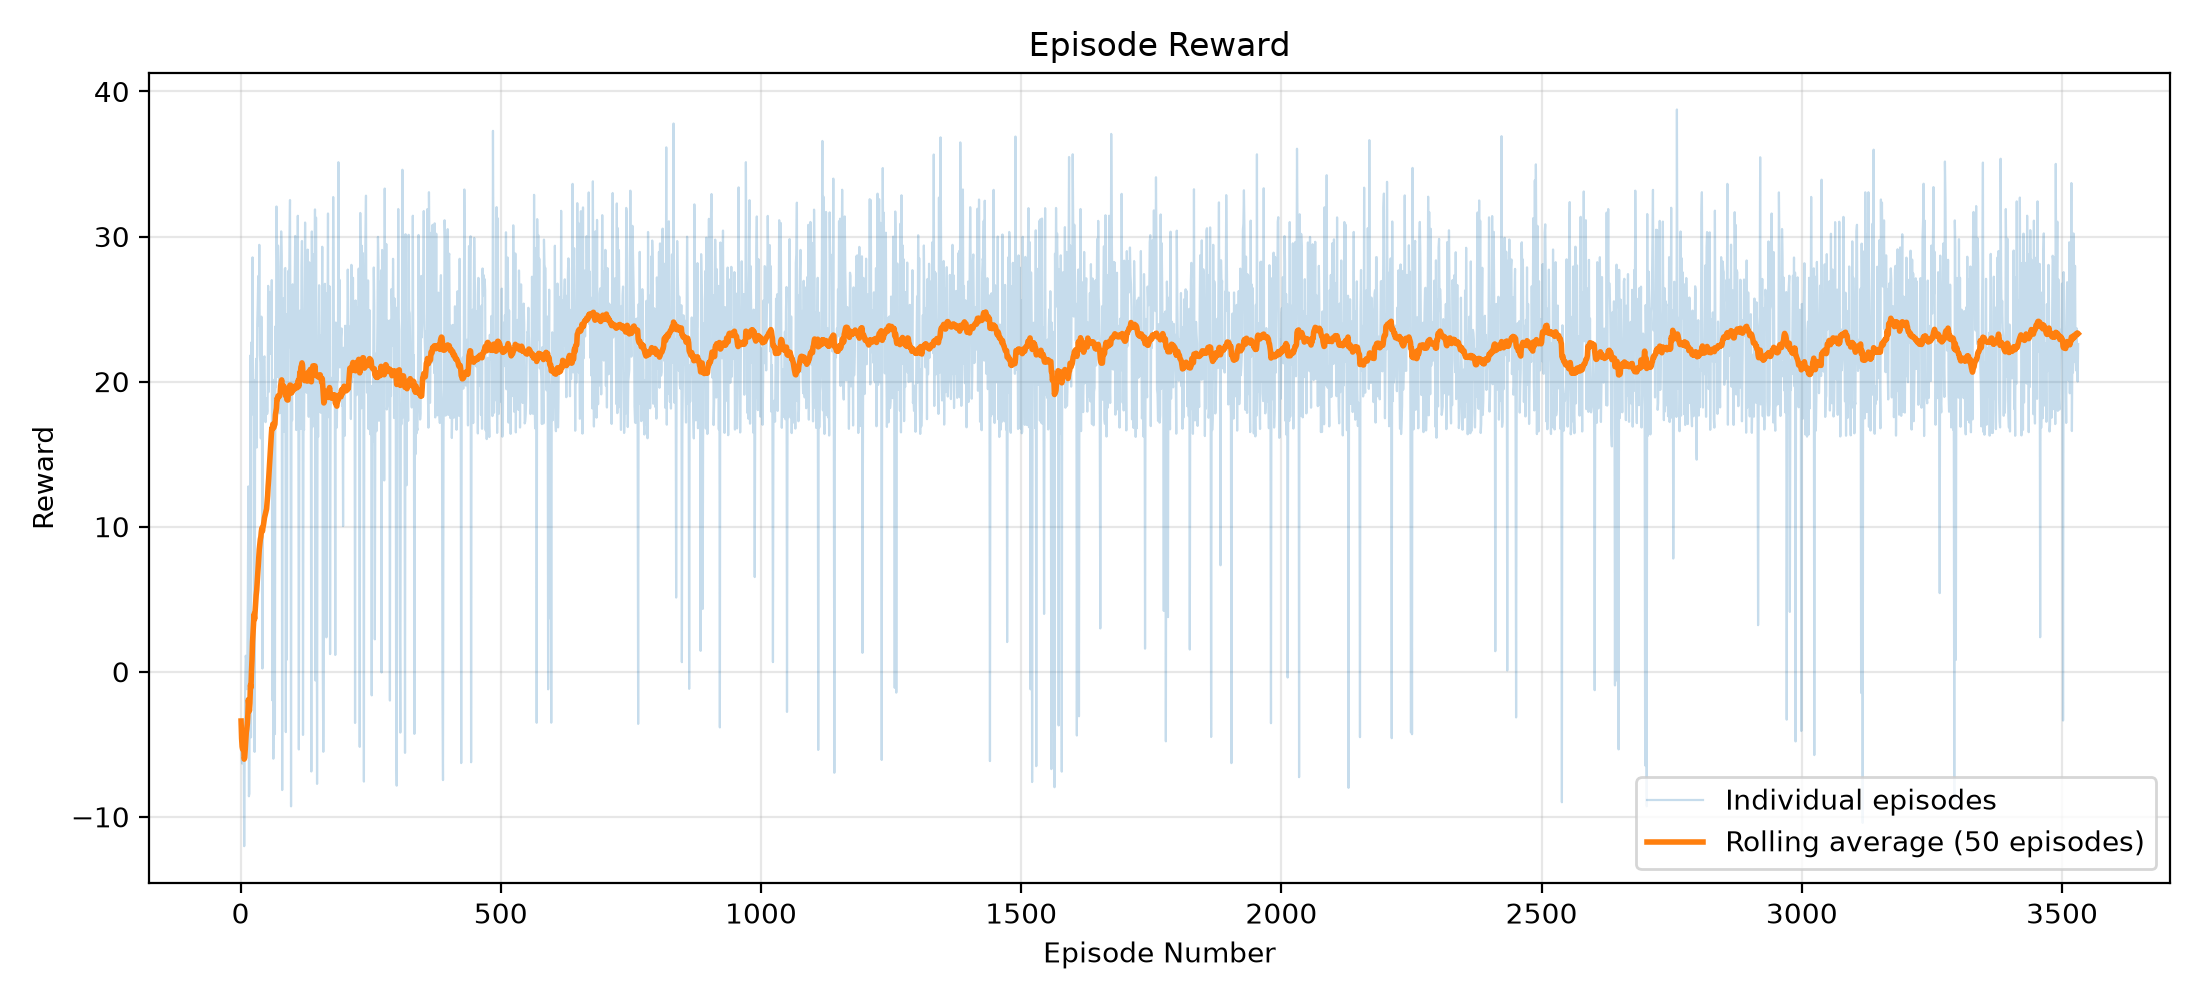 Episode Reward
40
30
20
10
0
−10
Reward
0 500 1000 1500 2000 2500 3000 3500
Episode Number
Individual episodes
Rolling average (50 episodes)